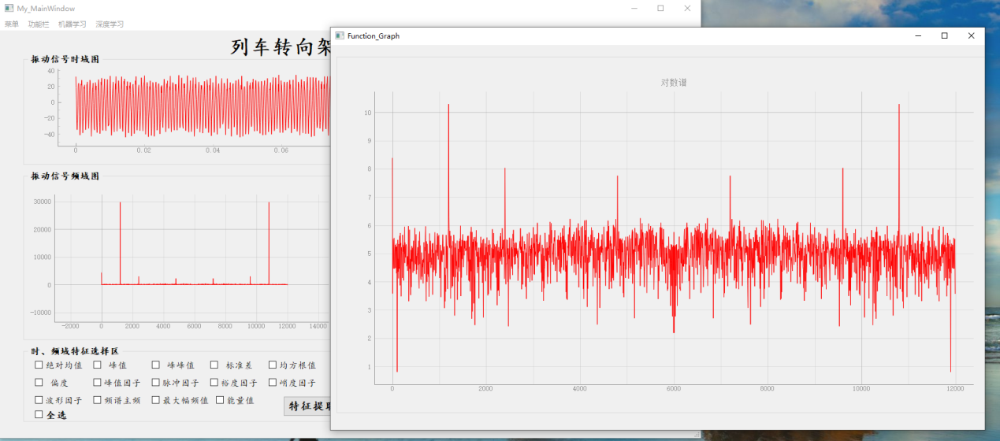 My_MainWindow
菜单 功能栏 机器学习 深度学习
列车转向架
振动信号时域图
40
20
0
-20
-40
0 0.02 0.04 0.06
振动信号频域图
30000
20000
10000
0
-10000
-2000 0 2000 4000 6000 8000 10000 12000 14000
时、频域特征选择区
绝对均值 峰值 峰峰值 标准差 均方根值
偏度 峰值因子 脉冲因子 裕度因子 峭度因子
波形因子 频谱主频 最大幅频值 能量值
全选
特征提取
Function_Graph
对数谱
10
9
8
7
6
5
4
3
2
1
0 2000 4000 6000 8000 10000 12000